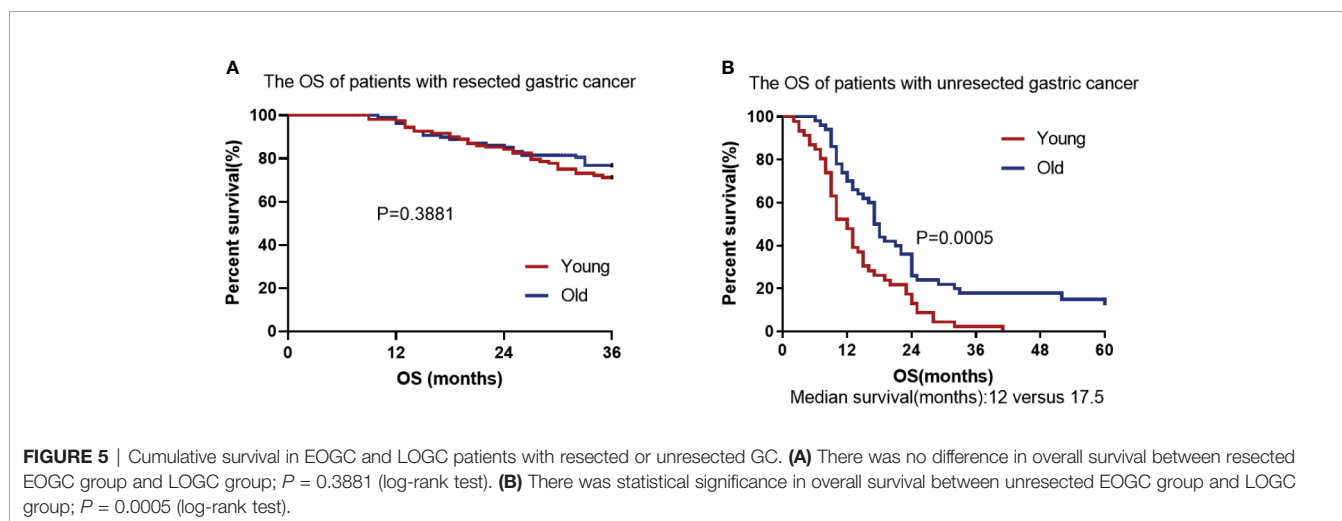 A
The OS of patients with resected gastric cancer
Percent survival(%)
100
80
60
40
20
0
P=0.3881
Young
Old
0 12 24 36
OS (months)
B
The OS of patients with unresected gastric cancer
Percent survival(%)
100
80
60
40
20
0
Young
Old
P=0.0005
0 12 24 36 48 60
OS(months)
Median survival(months):12 versus 17.5
FIGURE 5 | Cumulative survival in EOGC and LOGC patients with resected or unresected GC. (A) There was no difference in overall survival between resected
EOGC group and LOGC group; P = 0.3881 (log-rank test). (B) There was statistical significance in overall survival between unresected EOGC group and LOGC
group; P = 0.0005 (log-rank test).